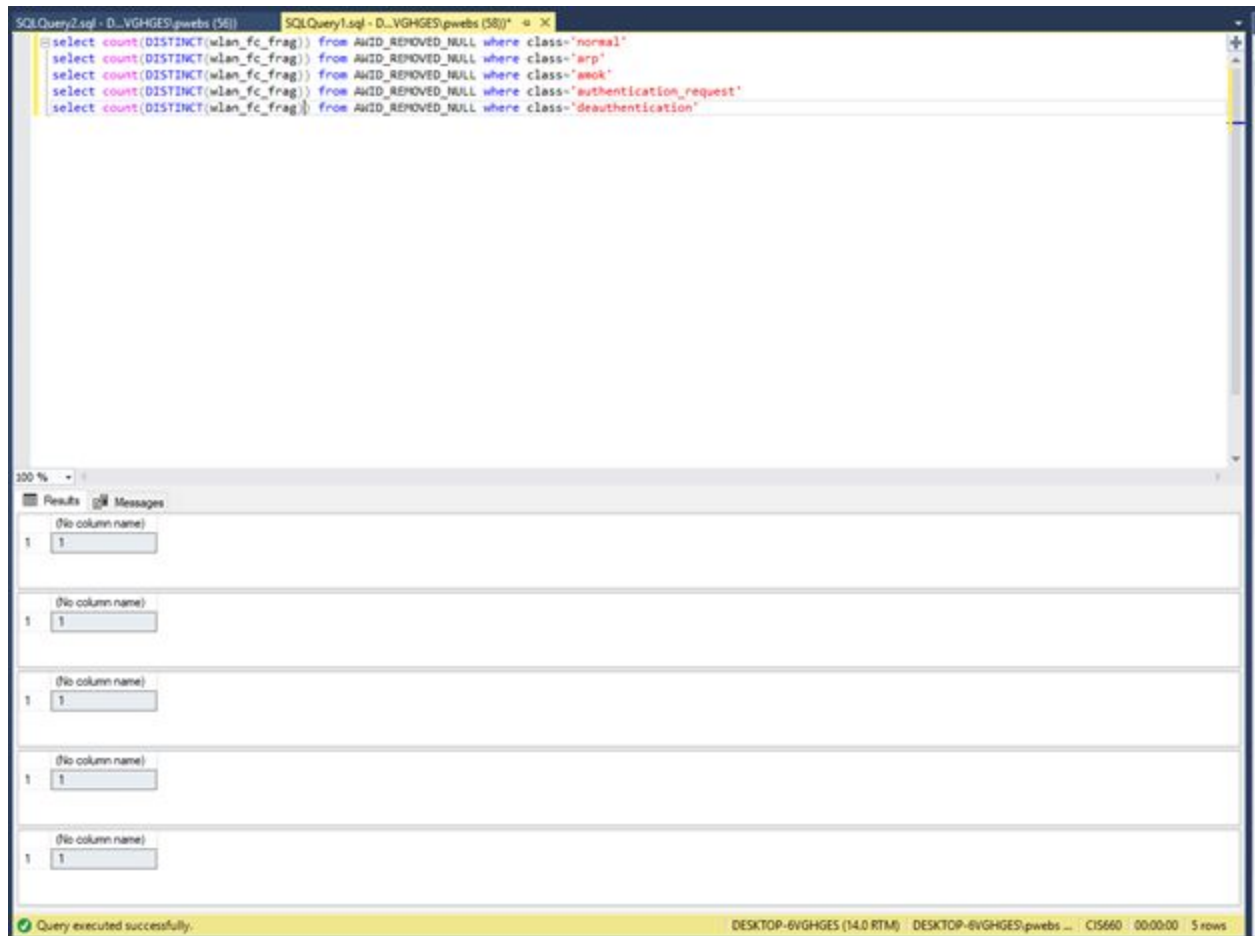 SQLQuery2.sql - D...VGHGES\pwebs (56))
SQLQuery1.sql - D...VGHGES\pwebs (58))*
select count(DISTINCT(wlan_fc_frag)) from AWID_REMOVED_NULL where class='normal'
select count(DISTINCT(wlan_fc_frag)) from AWID_REMOVED_NULL where class='arp'
select count(DISTINCT(wlan_fc_frag)) from AWID_REMOVED_NULL where class='amok'
select count(DISTINCT(wlan_fc_frag)) from AWID_REMOVED_NULL where class='authentication_request'
select count(DISTINCT(wlan_fc_frag)) from AWID_REMOVED_NULL where class='deauthentication'
100 %
Results Messages
(No column name)
1 1
(No column name)
1 1
(No column name)
1 1
(No column name)
1 1
(No column name)
1 1
Query executed successfully. DESKTOP-6VGHGES (14.0 RTM) DESKTOP-6VGHGES\pwebs ... CIS660 00:00:00 5 rows